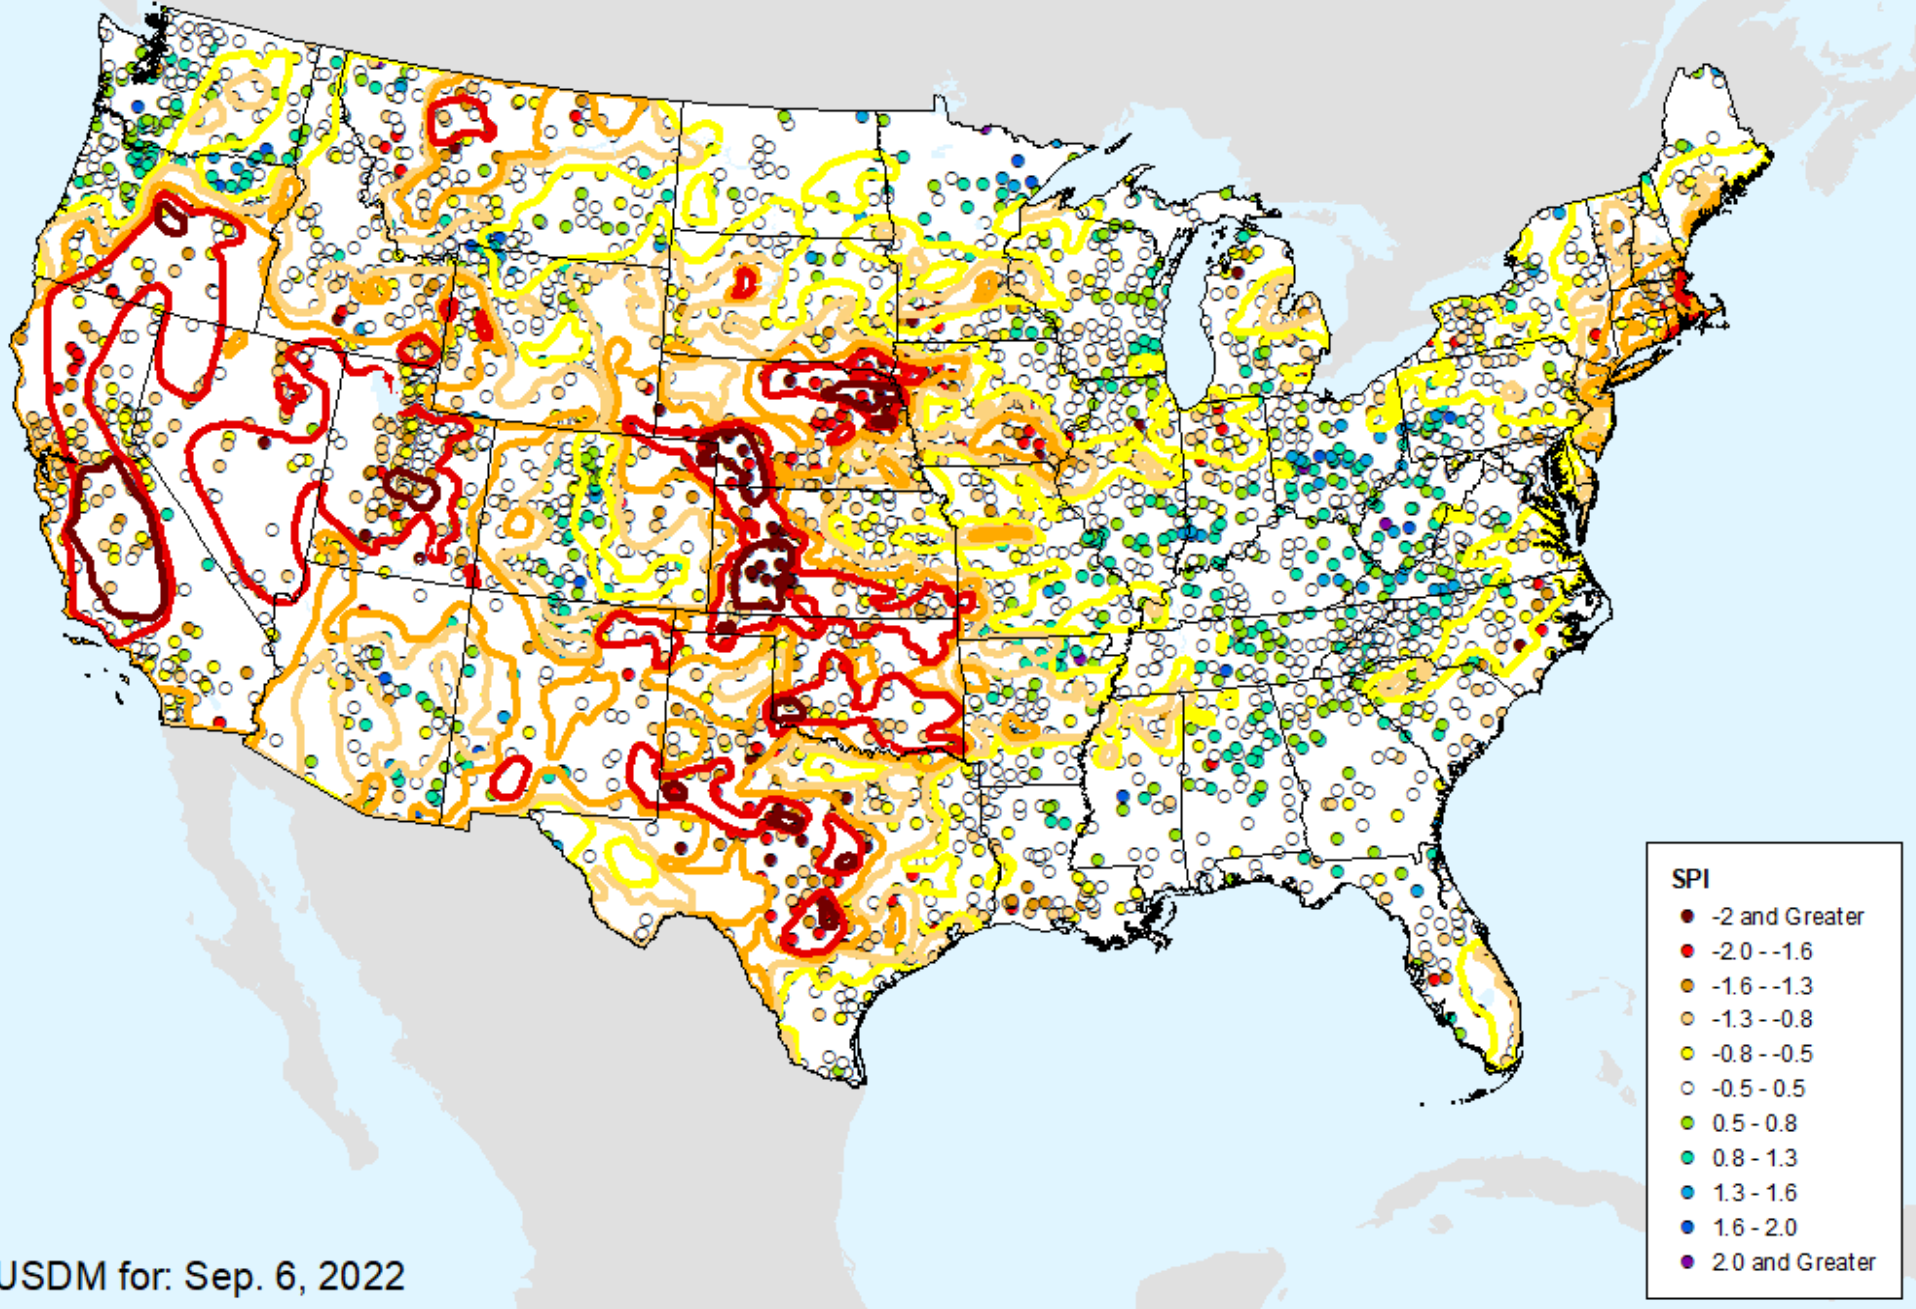 SPI
-2 and Greater
-2.0 - -1.6
-1.6 - -1.3
-1.3 - -0.8
-0.8 - -0.5
-0.5 - 0.5
0.5 - 0.8
0.8 - 1.3
1.3 - 1.6
1.6 - 2.0
2.0 and Greater
USDM for: Sep. 6, 2022